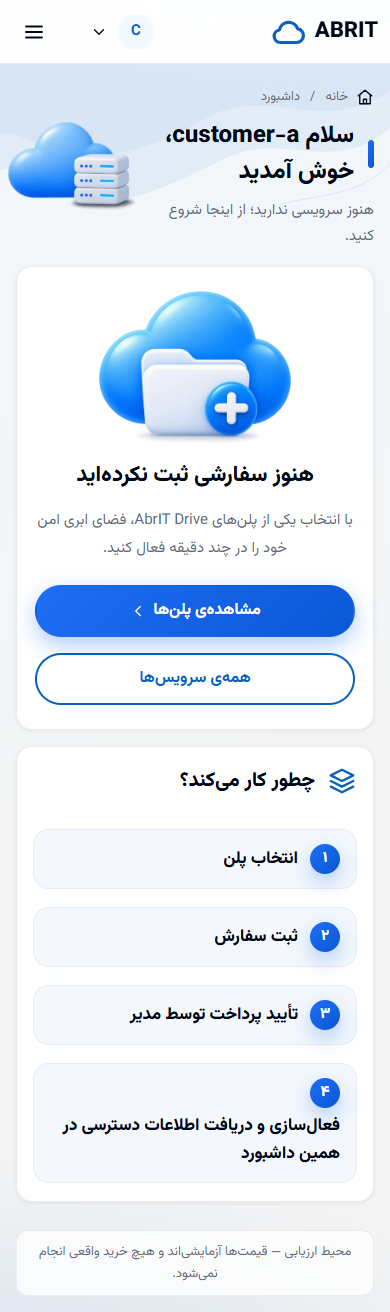 ABRIT
C
خانه / داشبورد
سلام customer-a،
خوش آمدید
هنوز سرویسی ندارید؛ از اینجا شروع
کنید.
هنوز سفارشی ثبت نکرده‌اید
با انتخاب یکی از پلن‌های AbrIT Drive، فضای ابری امن
خود را در چند دقیقه فعال کنید.
مشاهده‌ی پلن‌ها
همه‌ی سرویس‌ها
چطور کار می‌کند؟
۱ انتخاب پلن
۲ ثبت سفارش
۳ تأیید پرداخت توسط مدیر
۴
فعال‌سازی و دریافت اطلاعات دسترسی در
همین داشبورد
محیط ارزیابی — قیمت‌ها آزمایشی‌اند و هیچ خرید واقعی انجام
نمی‌شود.